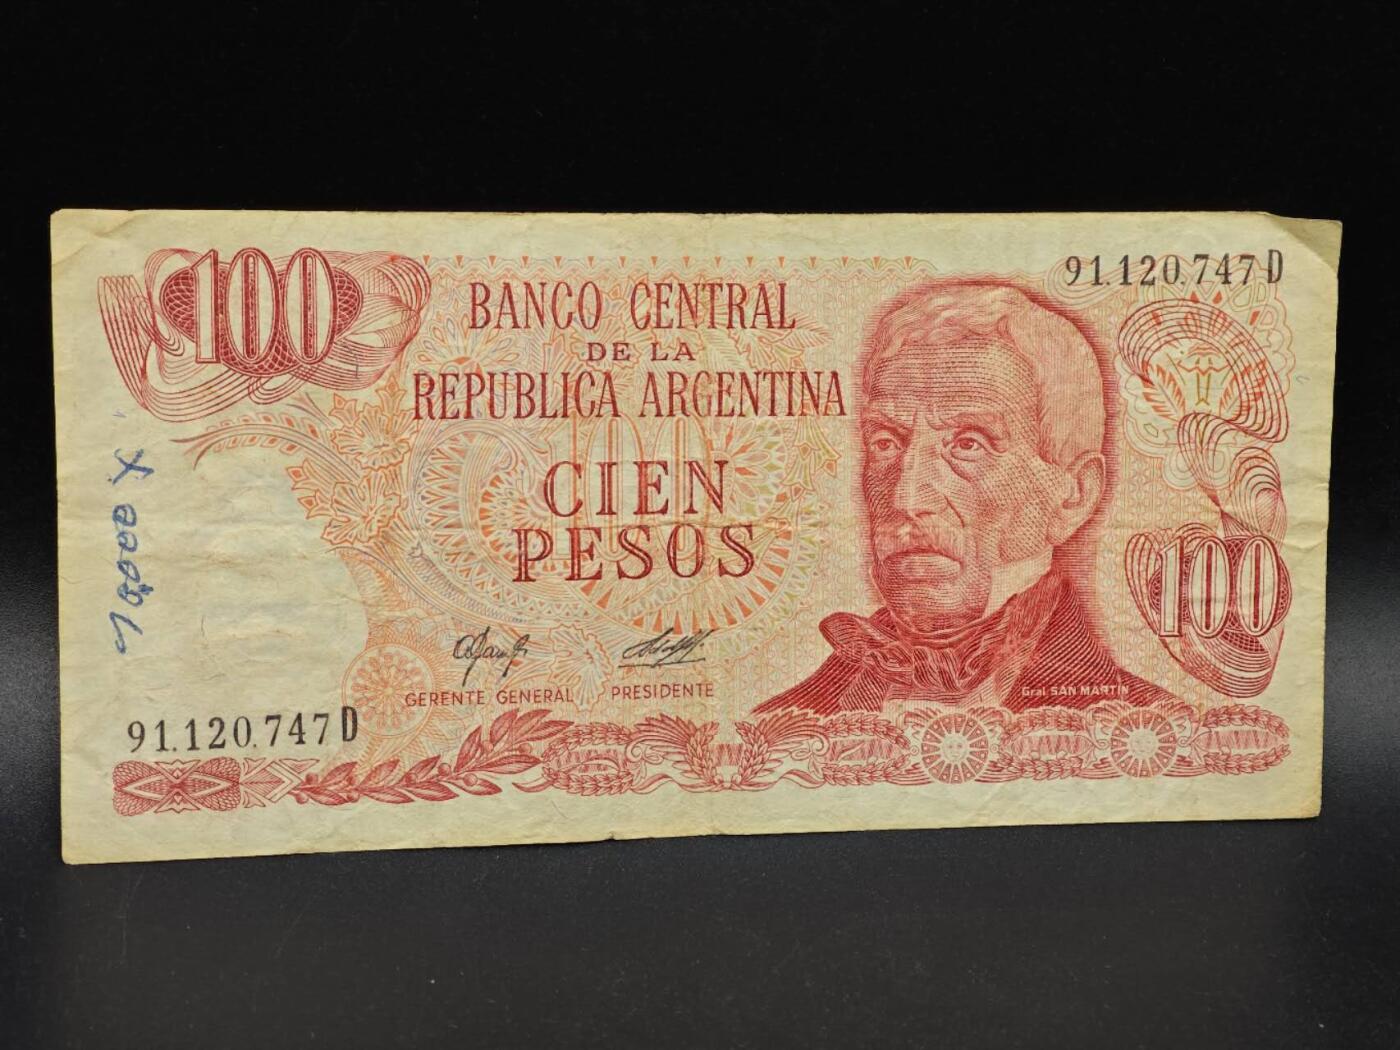 100
91.120.747 D
BANCO CENTRAL
DE LA
REPUBLICA ARGENTINA
CIEN
PESOS
100
GERENTE GENERAL PRESIDENTE
Gral SAN MARTIN
91.120.747 D